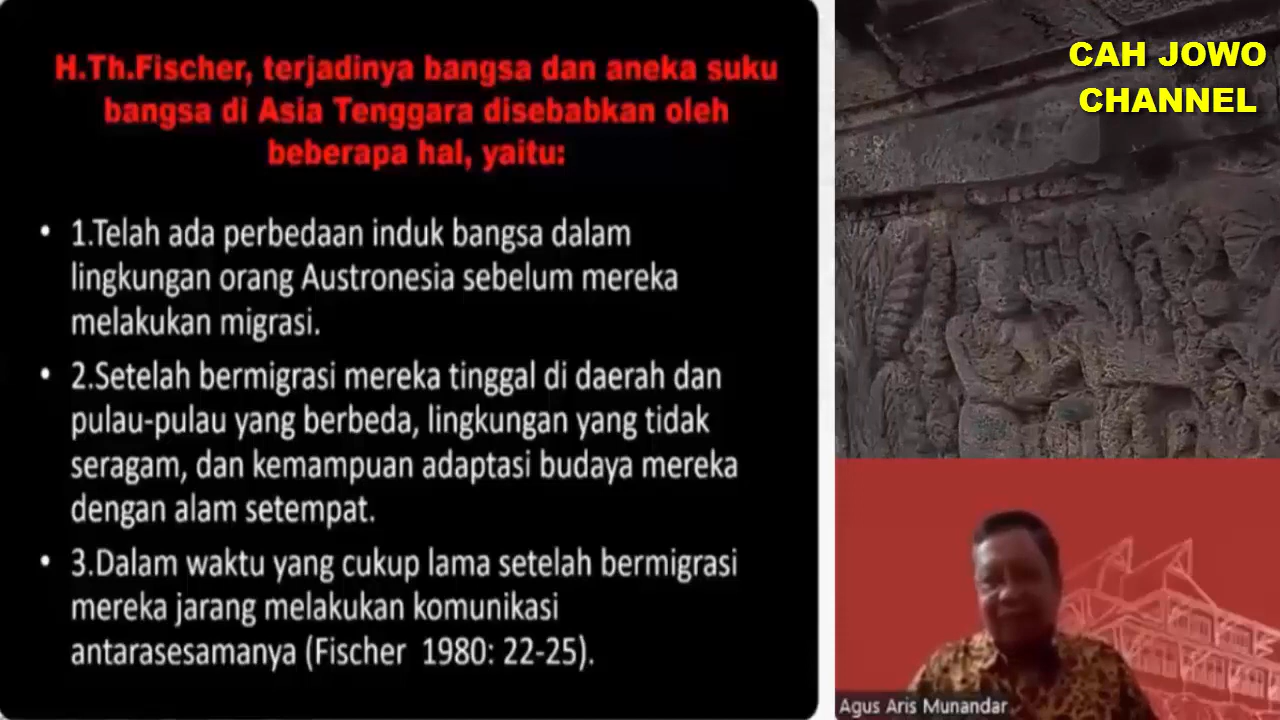 H.Th.Fischer, terjadinya bangsa dan aneka suku
bangsa di Asia Tenggara disebabkan oleh
beberapa hal, yaitu:
• 1.Telah ada perbedaan induk bangsa dalam
lingkungan orang Austronesia sebelum mereka
melakukan migrasi.
• 2.Setelah bermigrasi mereka tinggal di daerah dan
pulau-pulau yang berbeda, lingkungan yang tidak
seragam, dan kemampuan adaptasi budaya mereka
dengan alam setempat.
• 3.Dalam waktu yang cukup lama setelah bermigrasi
mereka jarang melakukan komunikasi
antarasesamanya (Fischer 1980: 22-25).
CAH JOWO
CHANNEL
Agus Aris Munandar